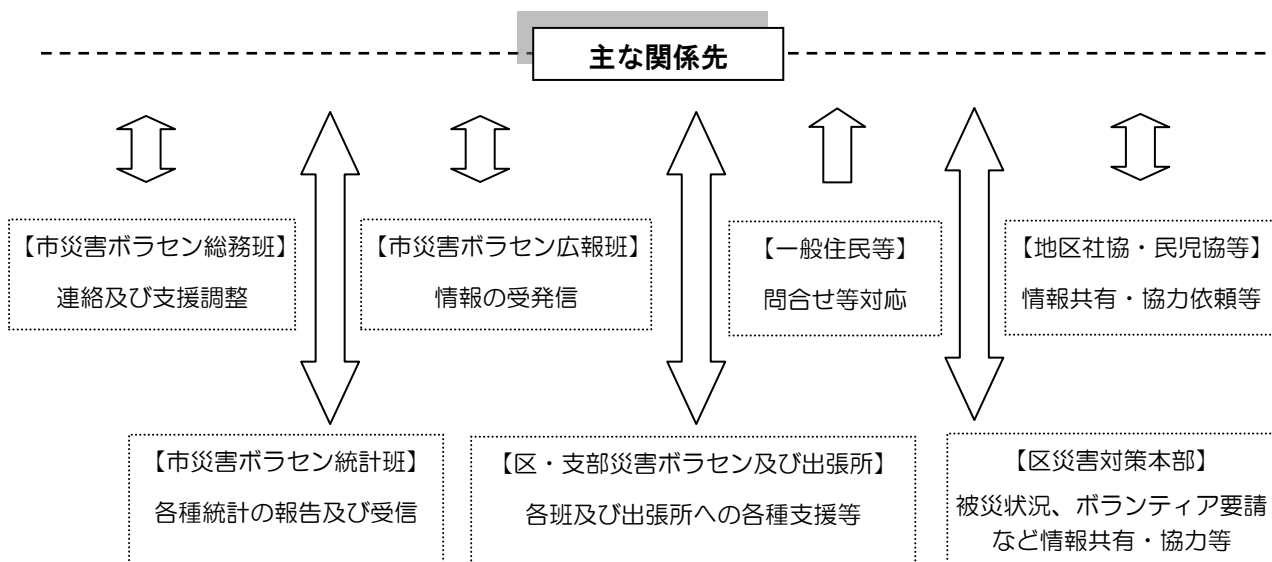 主な関係先
【市災害ボラセン総務班】
連絡及び支援調整
【市災害ボラセン広報班】
情報の受発信
【一般住民等】
問合せ等対応
【地区社協・民児協等】
情報共有・協力依頼等
【市災害ボラセン統計班】
各種統計の報告及び受信
【区・支部災害ボラセン及び出張所】
各班及び出張所への各種支援等
【区災害対策本部】
被災状況、ボランティア要請
など情報共有・協力等